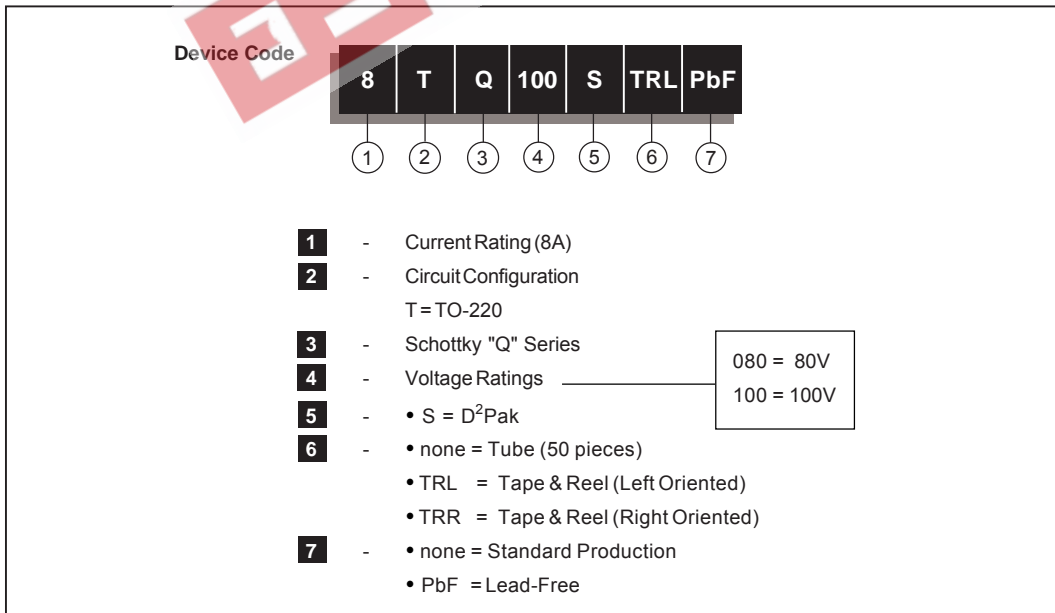 Device Code
8 T Q 100 S TRL PbF
1 2 3 4 5 6 7
1 - Current Rating (8A)
2 - Circuit Configuration
T = TO-220
3 - Schottky "Q" Series
4 - Voltage Ratings
080 = 80V
100 = 100V
5 - • S = D²Pak
6 - • none = Tube (50 pieces)
• TRL = Tape & Reel (Left Oriented)
• TRR = Tape & Reel (Right Oriented)
7 - • none = Standard Production
• PbF = Lead-Free